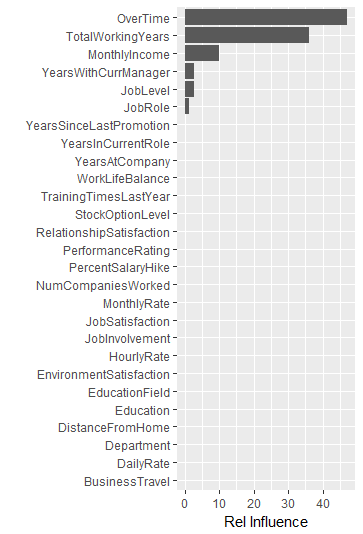 OverTime
TotalWorkingYears
MonthlyIncome
YearsWithCurrManager
JobLevel
JobRole
YearsSinceLastPromotion
YearsInCurrentRole
YearsAtCompany
WorkLifeBalance
TrainingTimesLastYear
StockOptionLevel
RelationshipSatisfaction
PerformanceRating
PercentSalaryHike
NumCompaniesWorked
MonthlyRate
JobSatisfaction
JobInvolvement
HourlyRate
EnvironmentSatisfaction
EducationField
Education
DistanceFromHome
Department
DailyRate
BusinessTravel
0 10 20 30 40
Rel Influence